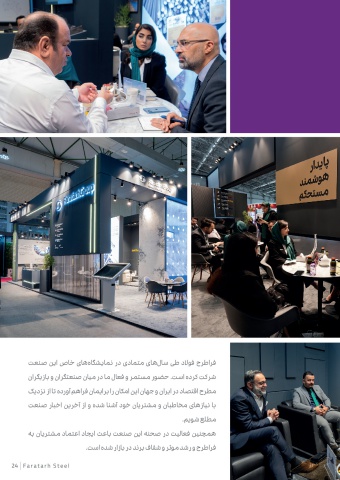 پایدار
هوشمند
مستحکم
فراطرح فولاد طی سال‌های متمادی در نمایشگاه‌های خاص این صنعت
شرکت کرده است. حضور مستمر و فعال ما در میان صنعتگران و بازیگران
مطرح اقتصاد در ایران و جهان این امکان را برایمان فراهم آورده تا از نزدیک
با نیازهای مخاطبان و مشتریان خود آشنا شده و از آخرین اخبار صنعت
مطلع شویم.
همچنین فعالیت در صحنه این صنعت باعث ایجاد اعتماد مشتریان به
فراطرح و رشد موثر و شفاف برند در بازار شده است.
24 | Faratarh Steel